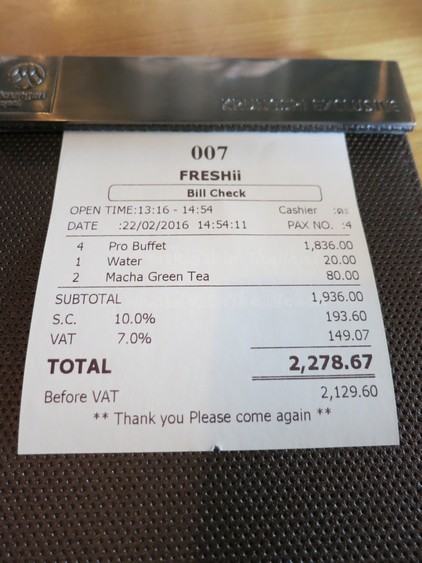 007
FRESHii
Bill Check
OPEN TIME:13:16 - 14:54 Cashier :
DATE :22/02/2016 14:54:11 PAX NO. :4
4 Pro Buffet 1,836.00
1 Water 20.00
2 Macha Green Tea 80.00
SUBTOTAL 1,936.00
S.C. 10.0% 193.60
VAT 7.0% 149.07
TOTAL 2,278.67
Before VAT 2,129.60
** Thank you Please come again **